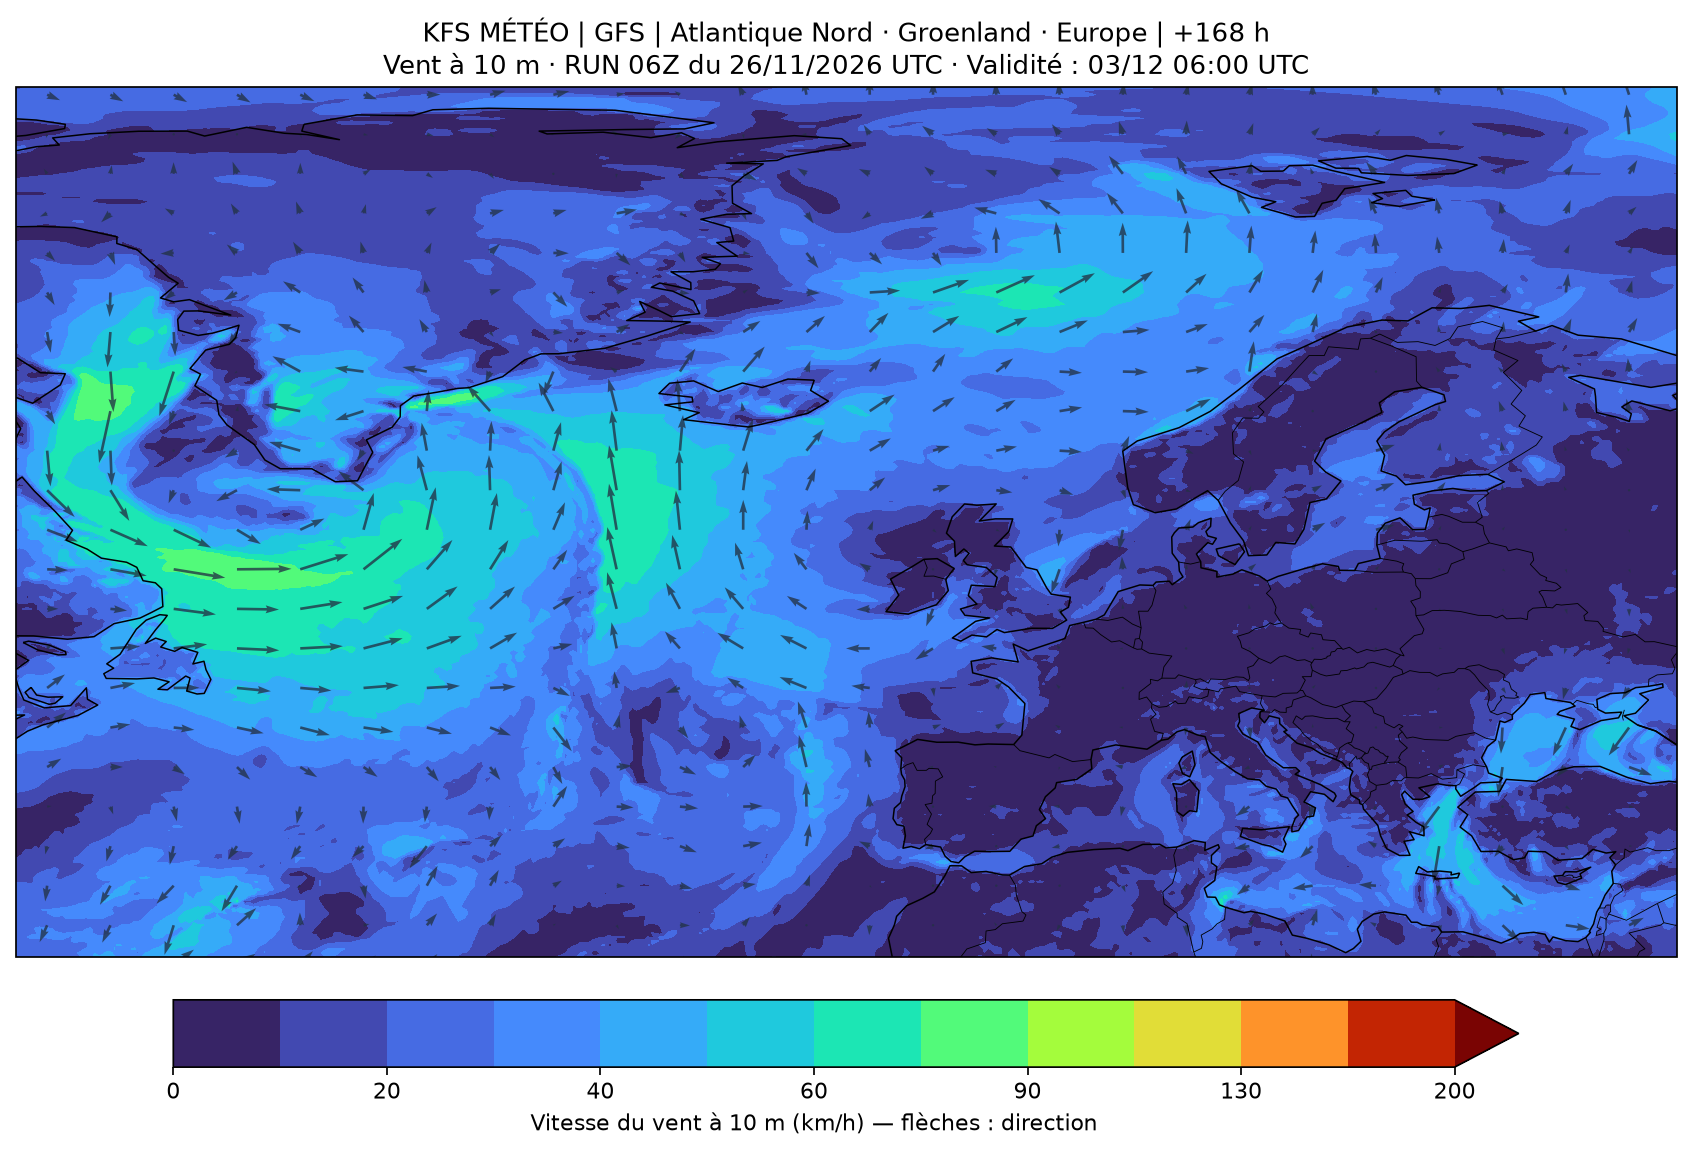 KFS MÉTÉO | GFS | Atlantique Nord · Groenland · Europe | +168 h
Vent à 10 m · RUN 06Z du 26/11/2026 UTC · Validité : 03/12 06:00 UTC
0 20 40 60 90 130 200
Vitesse du vent à 10 m (km/h) — flèches : direction